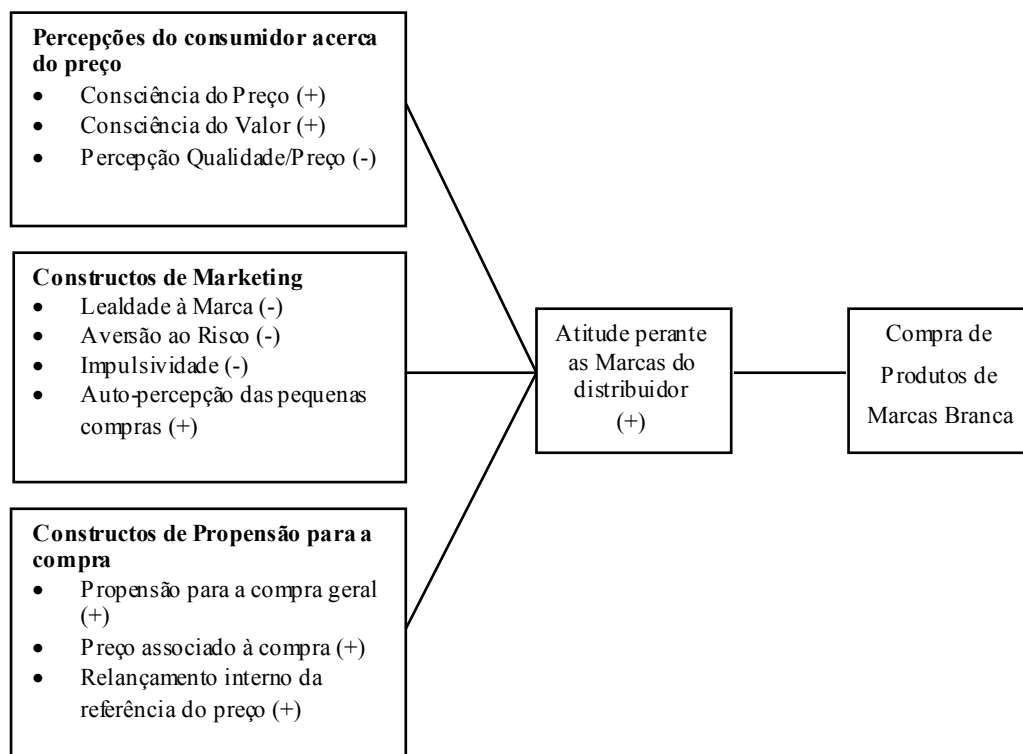 Percepções do consumidor acerca
do preço
• Consciência do Preço (+)
• Consciência do Valor (+)
• Percepção Qualidade/Preço (-)
Constructos de Marketing
• Lealdade à Marca (-)
• Aversão ao Risco (-)
• Impulsividade (-)
• Auto-percepção das pequenas
compras (+)
Constructos de Propensão para a
compra
• Propensão para a compra geral
(+)
• Preço associado à compra (+)
• Relançamento interno da
referência do preço (+)
Atitude perante
as Marcas do
distribuidor
(+)
Compra de
Produtos de
Marcas Branca